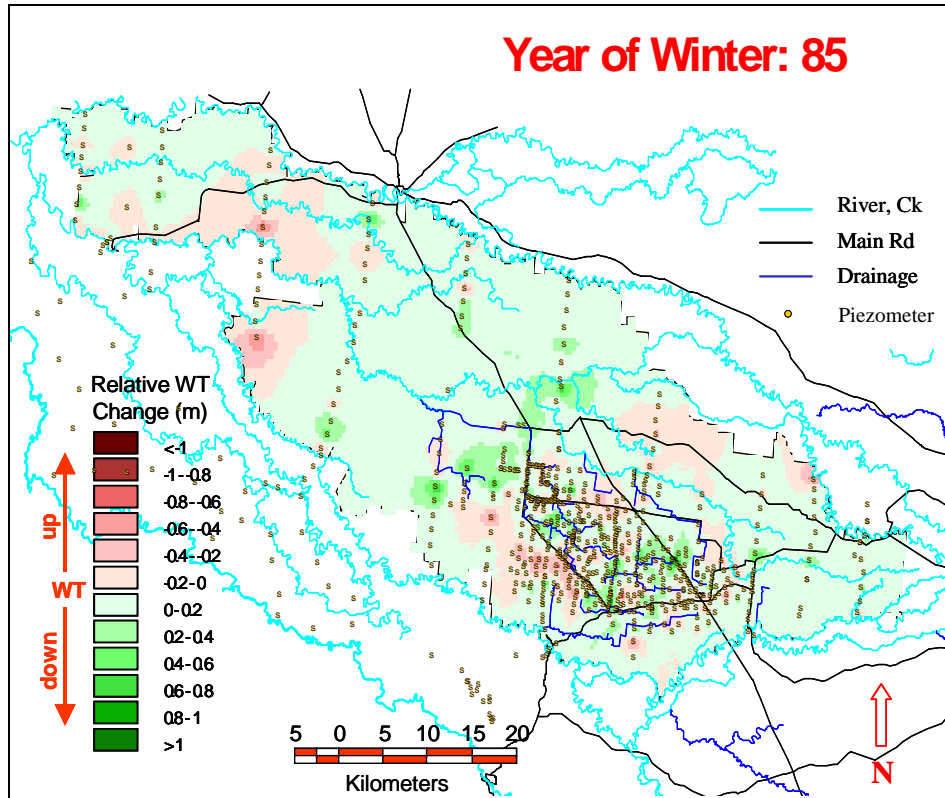 Year of Winter: 85
River, Ck
Main Rd
Drainage
Piezometer
Relative WT
Change (m)
<-1
-1--0.8
-0.8--0.6
-0.6--0.4
-0.4--0.2
-0.2-0
0-0.2
0.2-0.4
0.4-0.6
0.6-0.8
0.8-1
>1
up
WT
down
5 0 5 10 15 20
Kilometers
N